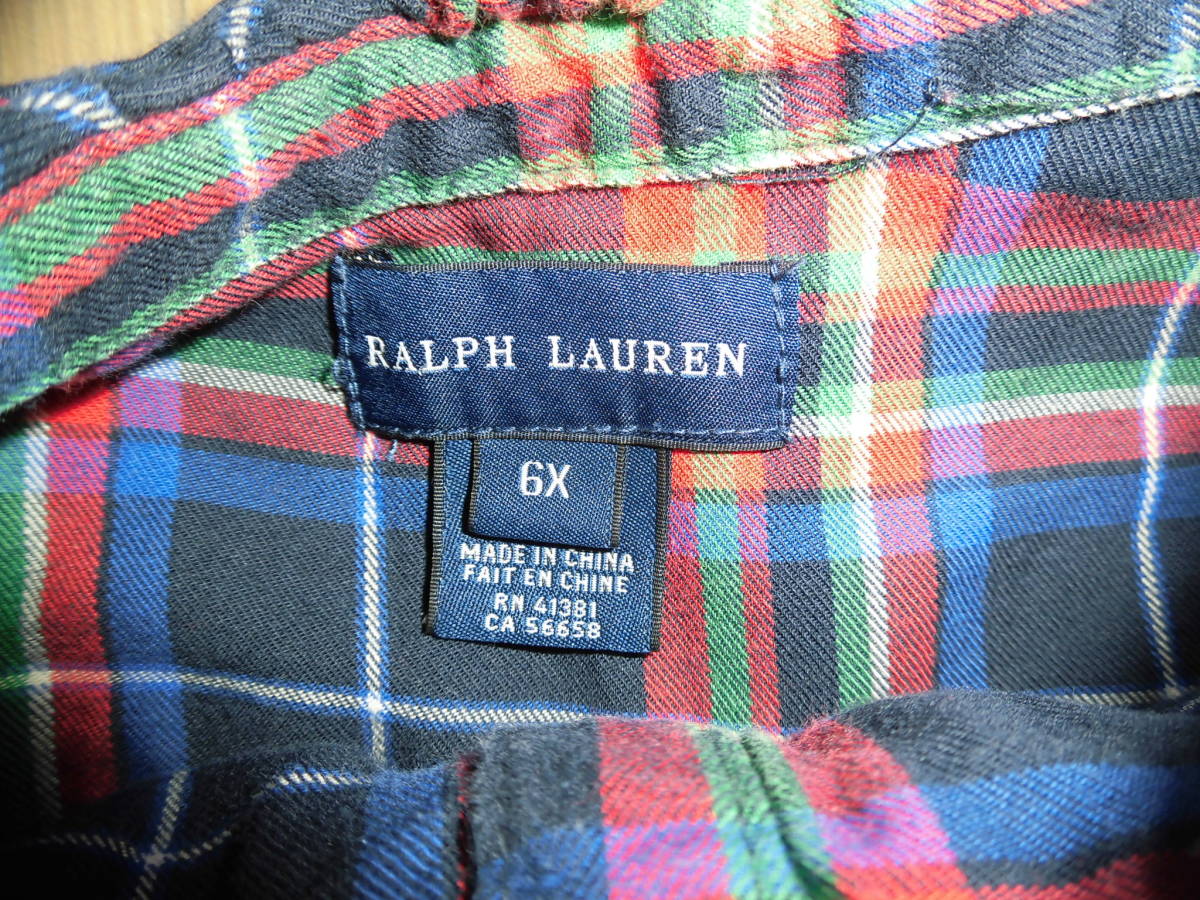 RALPH LAUREN
6X
MADE IN CHINA
FAIT EN CHINE
RN 41381
CA 56658